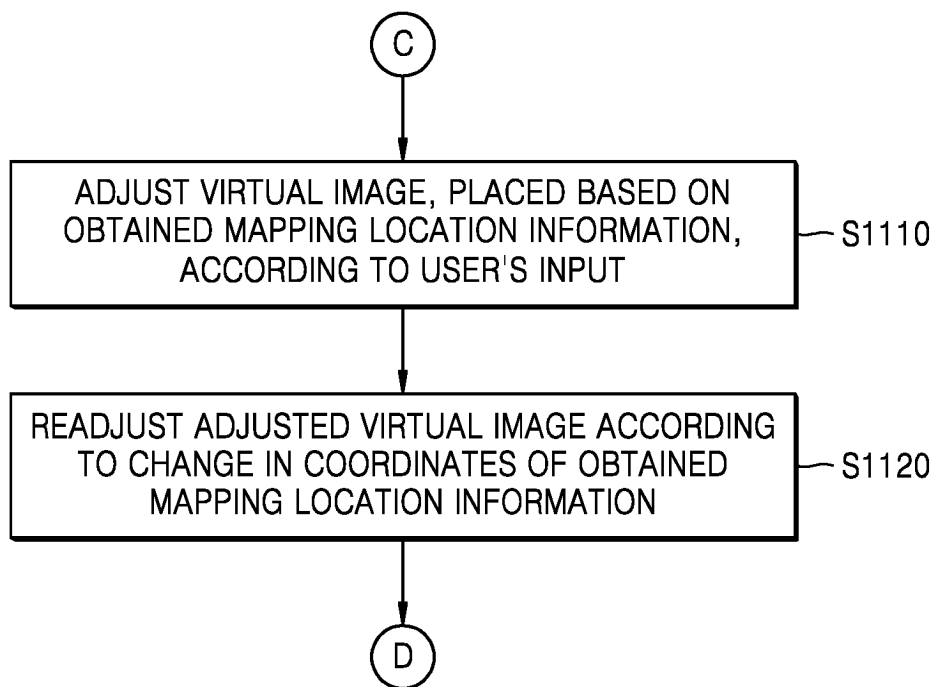 C
ADJUST VIRTUAL IMAGE, PLACED BASED ON
OBTAINED MAPPING LOCATION INFORMATION,
ACCORDING TO USER'S INPUT
S1110
READJUST ADJUSTED VIRTUAL IMAGE ACCORDING
TO CHANGE IN COORDINATES OF OBTAINED
MAPPING LOCATION INFORMATION
S1120
D